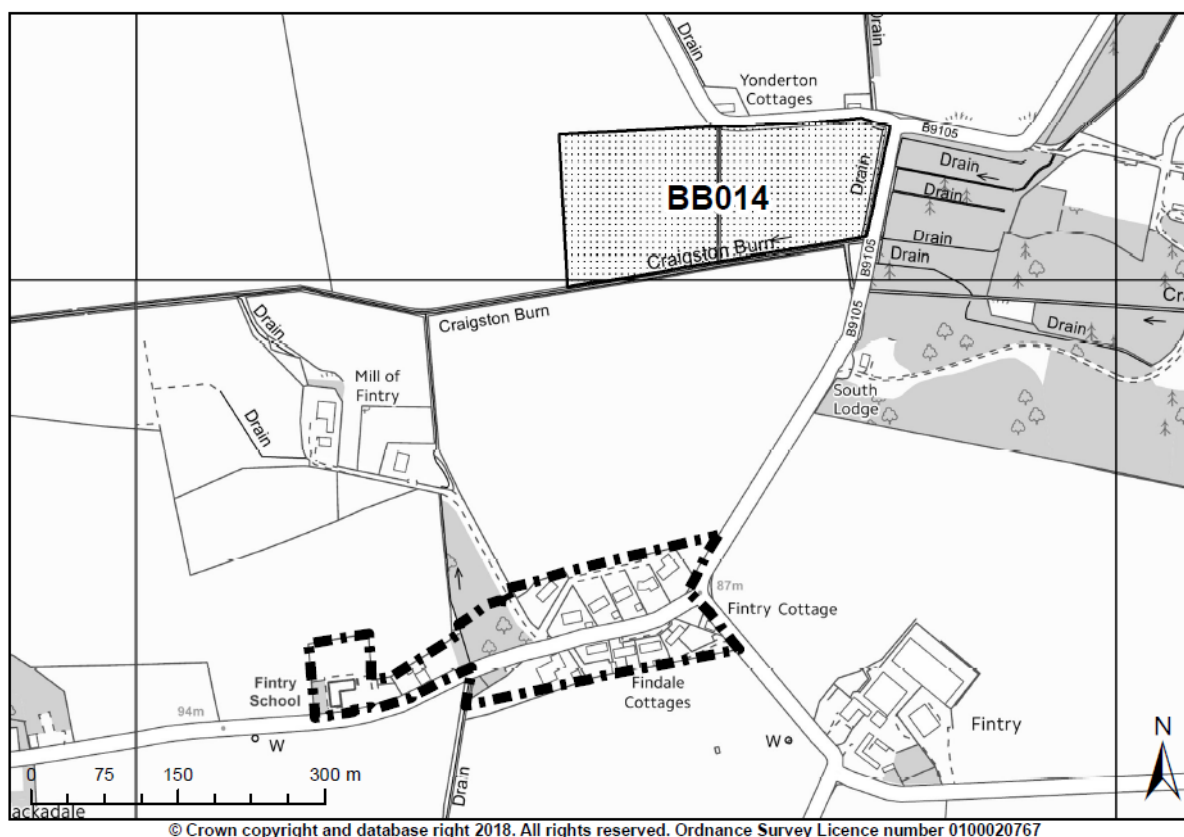 Drain
Drain
Yonderton
Cottages
B9105
Drain
Drain
Drain
BB014
Drain
Drain
Craigston Burn
B9105
Cra
Drain
B9105
Craigston Burn
Drain
Mill of
Fintry
South
Lodge
Drain
87m
Fintry Cottage
Fintry
School
Findale
Cottages
94m
W
W
Fintry
N
0 75 150 300 m
Drain
ackadale
© Crown copyright and database right 2018. All rights reserved. Ordnance Survey Licence number 0100020767